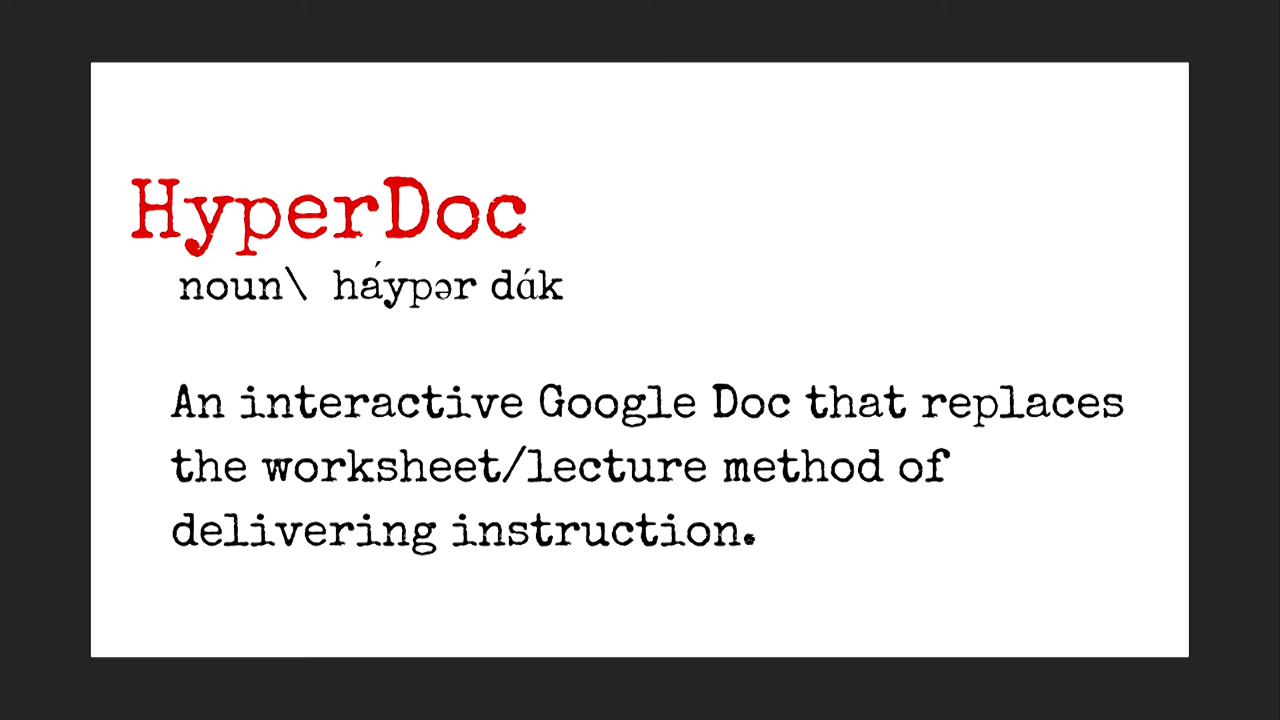 HyperDoc
noun\ háypər dák
An interactive Google Doc that replaces
the worksheet/lecture method of
delivering instruction.